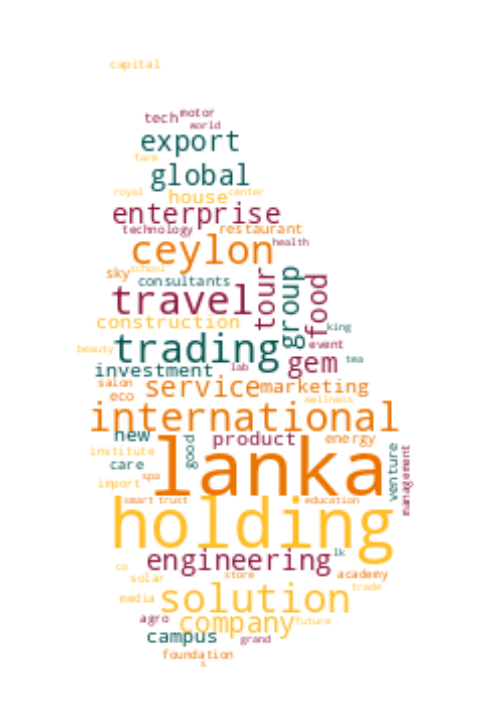 capital
tech motor
world
export
farm
global
royal house center
enterprise
technology restaurant
ceylon health
sky school
consultants
travel tour group food
construction king
trading event
beauty gem tea
investment lab
salon service marketing
eco wellness
international
new product energy
institute good lanka venture management
care
import spa
smart trust education
holding
engineering lk
co solar store academy
trade
media solution
agro company future
campus grand
foundation
s